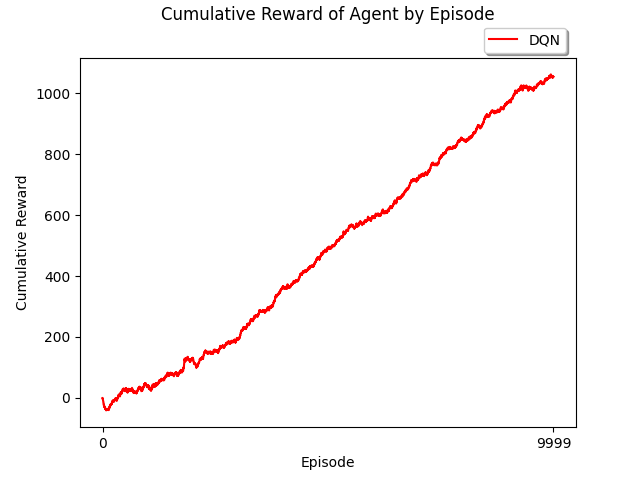 Cumulative Reward of Agent by Episode
DQN
Cumulative Reward
1000
800
600
400
200
0
0
9999
Episode